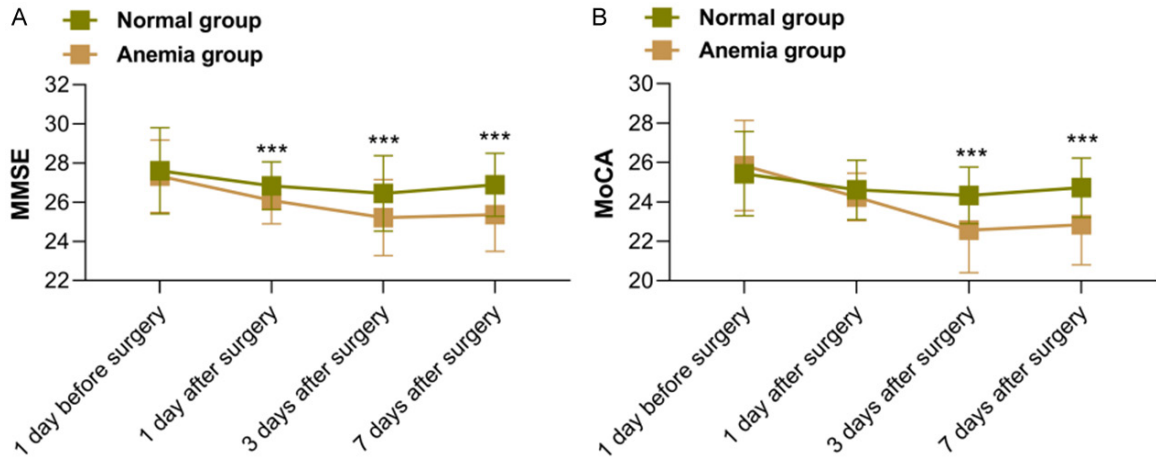 A
Normal group
Anemia group
MMSE
32
30
28
26
24
22
***
***
***
1 day before surgery
1 day after surgery
3 days after surgery
7 days after surgery
B
Normal group
Anemia group
MoCA
30
28
26
24
22
20
***
***
1 day before surgery
1 day after surgery
3 days after surgery
7 days after surgery